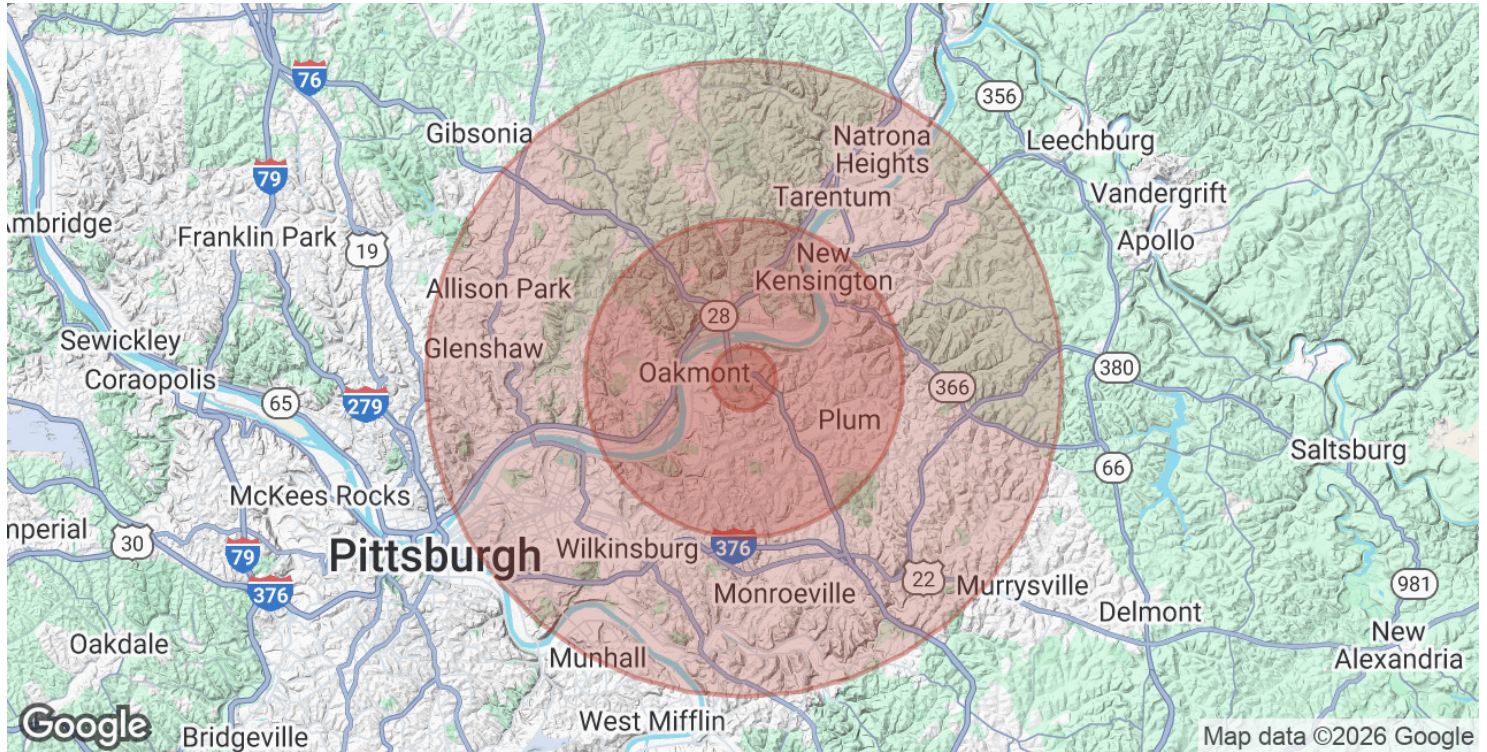 76
356
Gibsonia
Natrona
Heights
Leechburg
79
Tarentum
Vandergrift
Ambridge
Franklin Park
19
Apollo
New
Kensington
Allison Park
28
Sewickley
Glenshaw
Oakmont
380
Coraopolis
65
279
366
Plum
Saltsburg
66
McKees Rocks
Imperial
30
79
Pittsburgh
Wilkinsburg
376
22
981
376
Monroeville
Murrysville
Delmont
Oakdale
Munhall
New
Alexandria
West Mifflin
Google
Bridgeville
Map data ©2026 Google